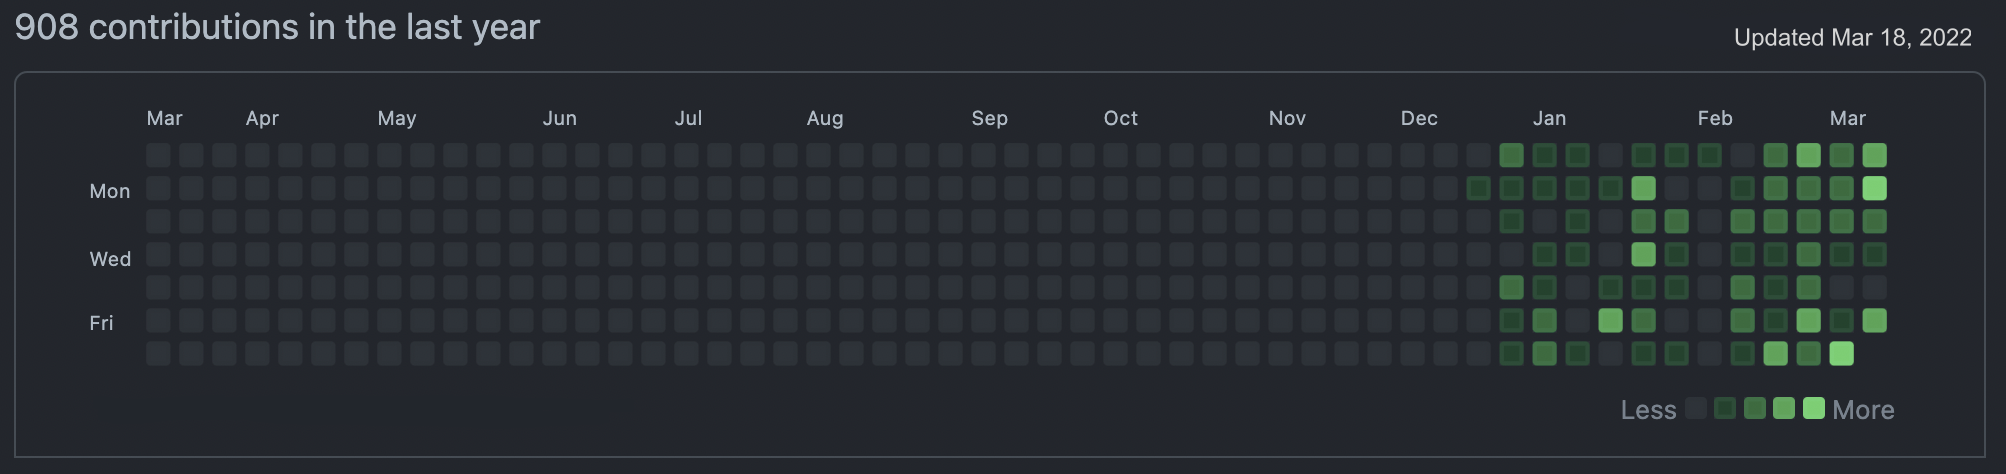 908 contributions in the last year
Updated Mar 18, 2022
Mar Apr May Jun Jul Aug Sep Oct Nov Dec Jan Feb Mar
Mon
Wed
Fri
Less More